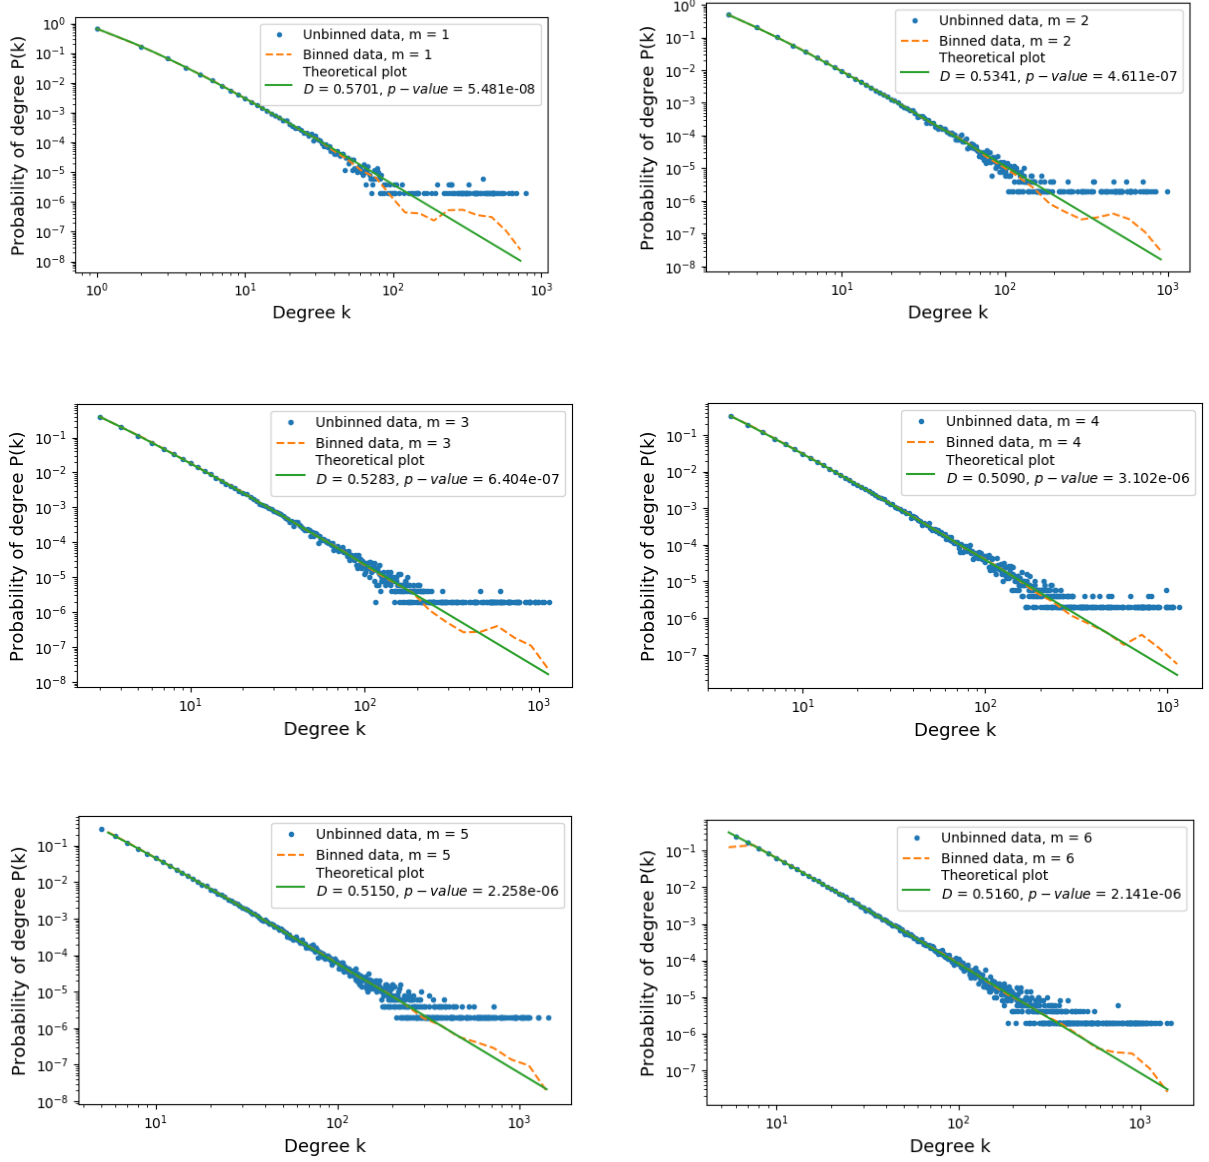 Unbinned data, m = 1
Binned data, m = 1
Theoretical plot
D = 0.5701, p − value = 5.481e-08
Probability of degree P(k)
10⁰
10⁻¹
10⁻²
10⁻³
10⁻⁴
10⁻⁵
10⁻⁶
10⁻⁷
10⁻⁸
10⁰ 10¹ 10² 10³
Degree k
Unbinned data, m = 2
Binned data, m = 2
Theoretical plot
D = 0.5341, p − value = 4.611e-07
Probability of degree P(k)
10⁰
10⁻¹
10⁻²
10⁻³
10⁻⁴
10⁻⁵
10⁻⁶
10⁻⁷
10⁻⁸
10¹ 10² 10³
Degree k
Unbinned data, m = 3
Binned data, m = 3
Theoretical plot
D = 0.5283, p − value = 6.404e-07
Probability of degree P(k)
10⁻¹
10⁻²
10⁻³
10⁻⁴
10⁻⁵
10⁻⁶
10⁻⁷
10⁻⁸
10¹ 10² 10³
Degree k
Unbinned data, m = 4
Binned data, m = 4
Theoretical plot
D = 0.5090, p − value = 3.102e-06
Probability of degree P(k)
10⁻¹
10⁻²
10⁻³
10⁻⁴
10⁻⁵
10⁻⁶
10⁻⁷
10¹ 10² 10³
Degree k
Unbinned data, m = 5
Binned data, m = 5
Theoretical plot
D = 0.5150, p − value = 2.258e-06
Probability of degree P(k)
10⁻¹
10⁻²
10⁻³
10⁻⁴
10⁻⁵
10⁻⁶
10⁻⁷
10⁻⁸
10¹ 10² 10³
Degree k
Unbinned data, m = 6
Binned data, m = 6
Theoretical plot
D = 0.5160, p − value = 2.141e-06
Probability of degree P(k)
10⁻¹
10⁻²
10⁻³
10⁻⁴
10⁻⁵
10⁻⁶
10⁻⁷
10¹ 10² 10³
Degree k